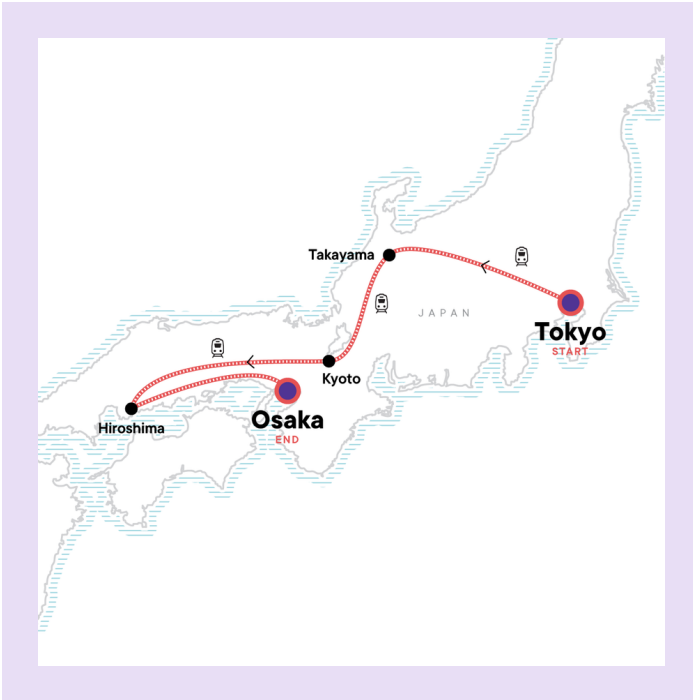 Takayama
JAPAN
Tokyo
START
Kyoto
Osaka
END
Hiroshima